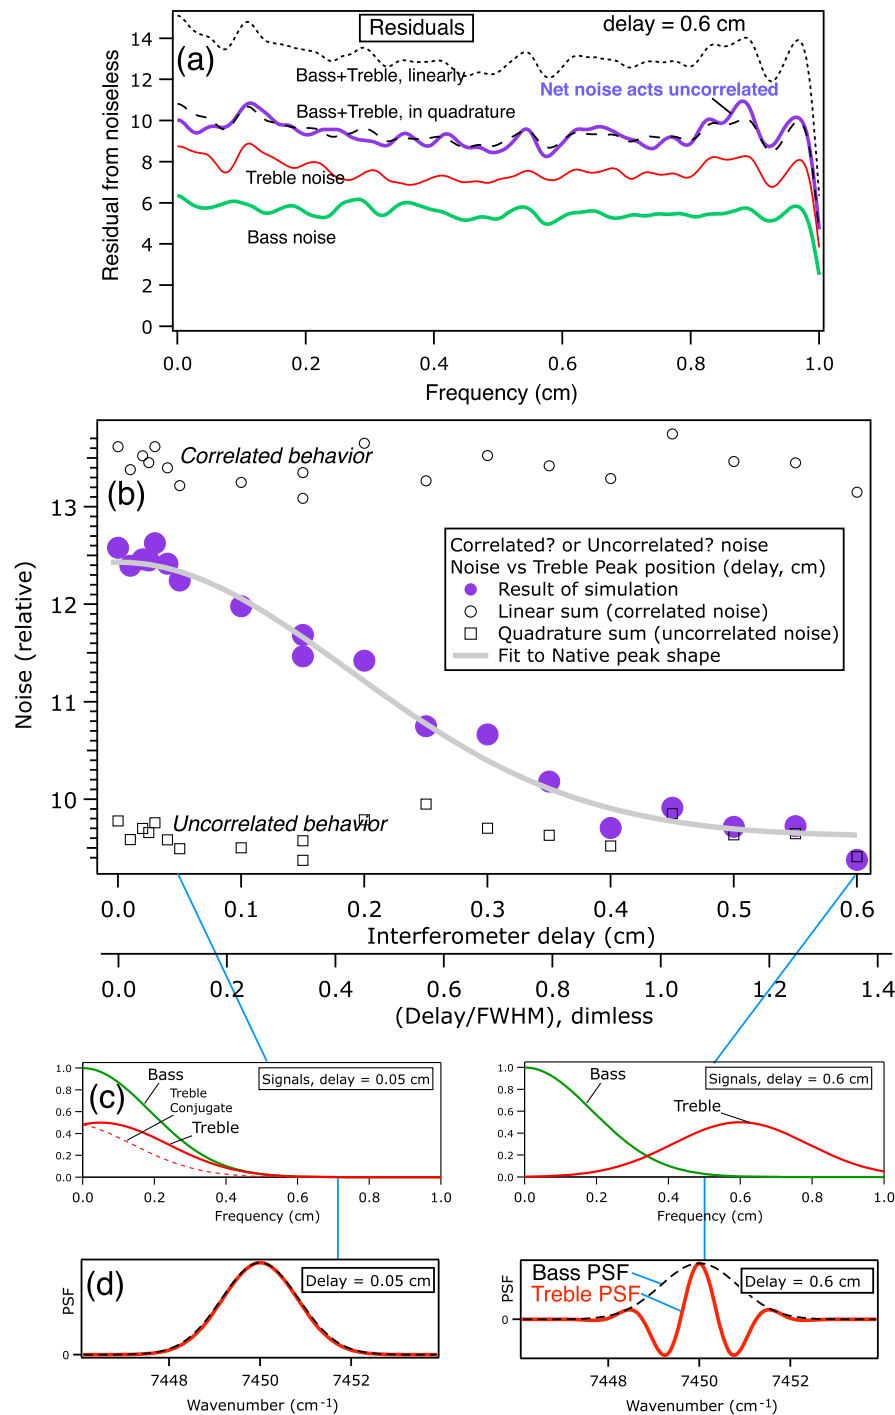 Residuals
delay = 0.6 cm
(a)
Bass+Treble, linearly
Net noise acts uncorrelated
Bass+Treble, in quadrature
Treble noise
Bass noise
Residual from noiseless
14
12
10
8
6
4
2
0
0.0 0.2 0.4 0.6 0.8 1.0
Frequency (cm)
Correlated behavior
(b)
Correlated? or Uncorrelated? noise
Noise vs Treble Peak position (delay, cm)
Result of simulation
Linear sum (correlated noise)
Quadrature sum (uncorrelated noise)
Fit to Native peak shape
Uncorrelated behavior
Noise (relative)
13
12
11
10
0.0 0.1 0.2 0.3 0.4 0.5 0.6
Interferometer delay (cm)
0.0 0.2 0.4 0.6 0.8 1.0 1.2 1.4
(Delay/FWHM), dimless
(c)
Bass
Treble
Conjugate
Treble
Signals, delay = 0.05 cm
1.0
0.8
0.6
0.4
0.2
0.0
0.0 0.2 0.4 0.6 0.8 1.0
Frequency (cm)
Bass
Treble
Signals, delay = 0.6 cm
1.0
0.8
0.6
0.4
0.2
0.0
0.0 0.2 0.4 0.6 0.8 1.0
Frequency (cm)
(d)
Delay = 0.05 cm
PSF
0
7448 7450 7452
Wavenumber (cm-1)
Bass PSF
Treble PSF
Delay = 0.6 cm
PSF
0
7448 7450 7452
Wavenumber (cm-1)